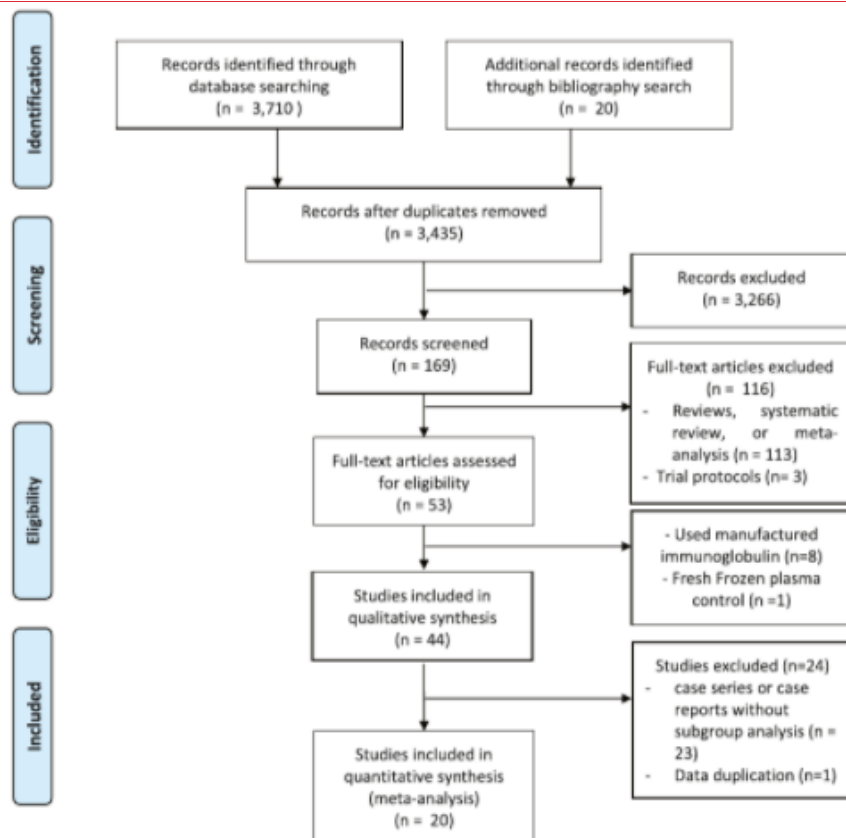 Identification
Records identified through
database searching
(n = 3,710 )
Additional records identified
through bibliography search
(n = 20)
Records after duplicates removed
(n = 3,435)
Screening
Records excluded
(n = 3,266)
Records screened
(n = 169)
Full-text articles excluded
(n = 116)
- Reviews, systematic
review, or meta-
analysis (n = 113)
- Trial protocols (n= 3)
Eligibility
Full-text articles assessed
for eligibility
(n = 53)
- Used manufactured
immunoglobulin (n=8)
- Fresh Frozen plasma
control (n =1)
Studies included in
qualitative synthesis
(n = 44)
Included
Studies excluded (n=24)
- case series or case
reports without
subgroup analysis (n =
23)
- Data duplication (n=1)
Studies included in
quantitative synthesis
(meta-analysis)
(n = 20)